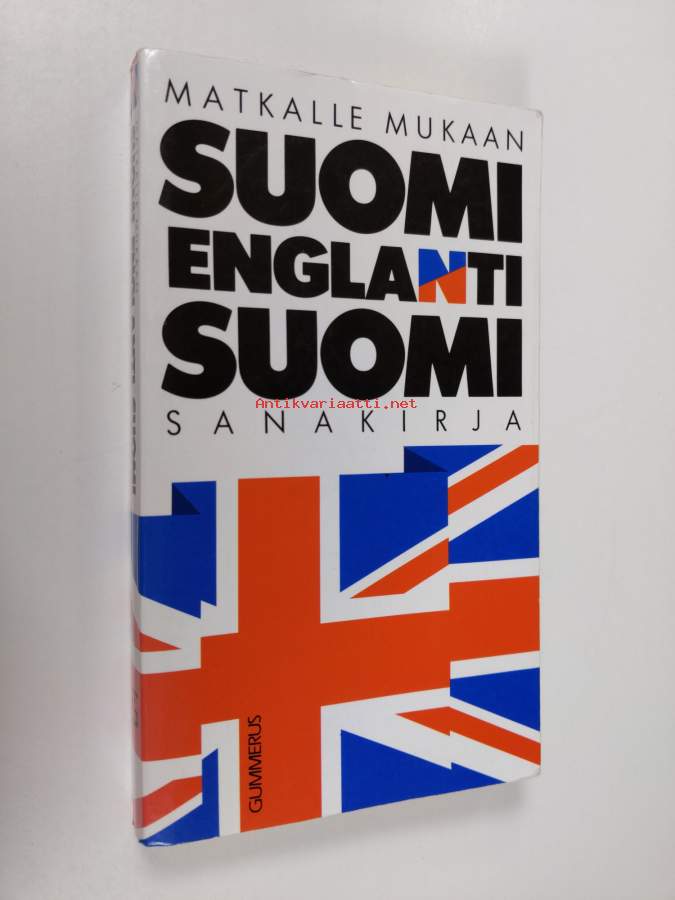 MATKALLE MUKAAN
SUOMI
ENGLANTI
SUOMI
Antikvariaatti.net
SANAKIRJA
GUMMERUS